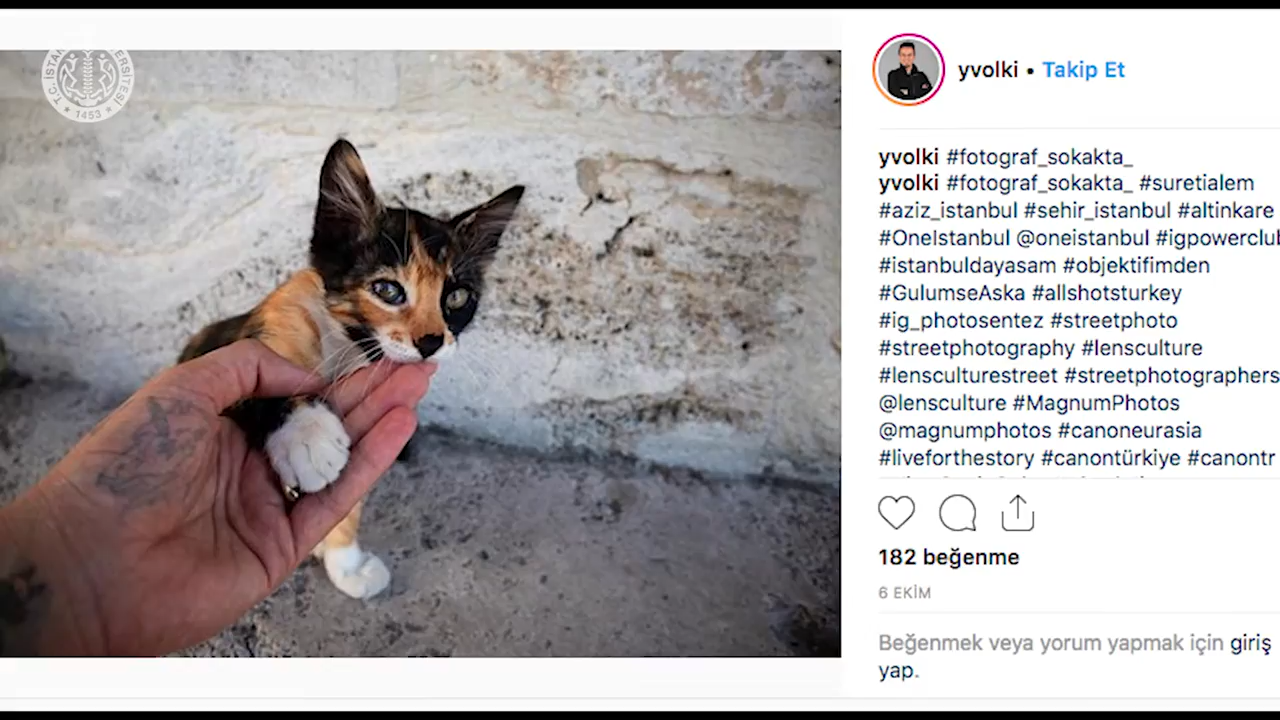 1453
yvolki • Takip Et
yvolki #fotograf_sokakta_
yvolki #fotograf_sokakta_ #suretialem
#aziz_istanbul #sehir_istanbul #altinkare
#OneIstanbul @oneistanbul #igpowerclub
#istanbuldayasam #objektifimden
#GulumseAska #allshotsturkey
#ig_photosentez #streetphoto
#streetphotography #lensculture
#lensculturestreet #streetphotographers
@lensculture #MagnumPhotos
@magnumphotos #canoneurasia
#liveforthestory #canontürkiye #canontr
182 beğenme
6 EKİM
Beğenmek veya yorum yapmak için giriş
yap.